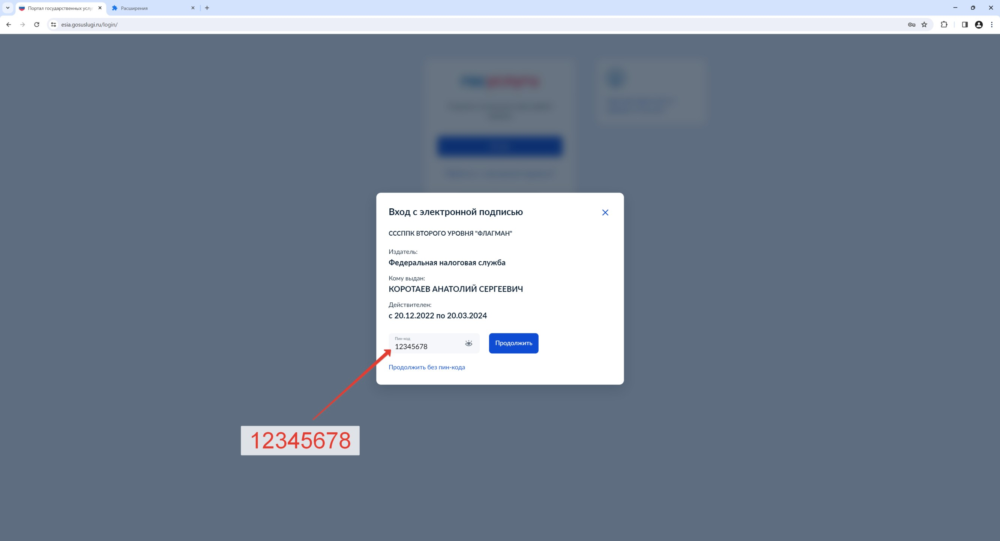 Портал государственных услу
Расширения
esia.gosuslugi.ru/login/
Вход с электронной подписью
СССППК ВТОРОГО УРОВНЯ "ФЛАГМАН"
Издатель:
Федеральная налоговая служба
Кому выдан:
КОРОТАЕВ АНАТОЛИЙ СЕРГЕЕВИЧ
Действителен:
с 20.12.2022 по 20.03.2024
Пин-код
12345678
Продолжить
Продолжить без пин-кода
12345678